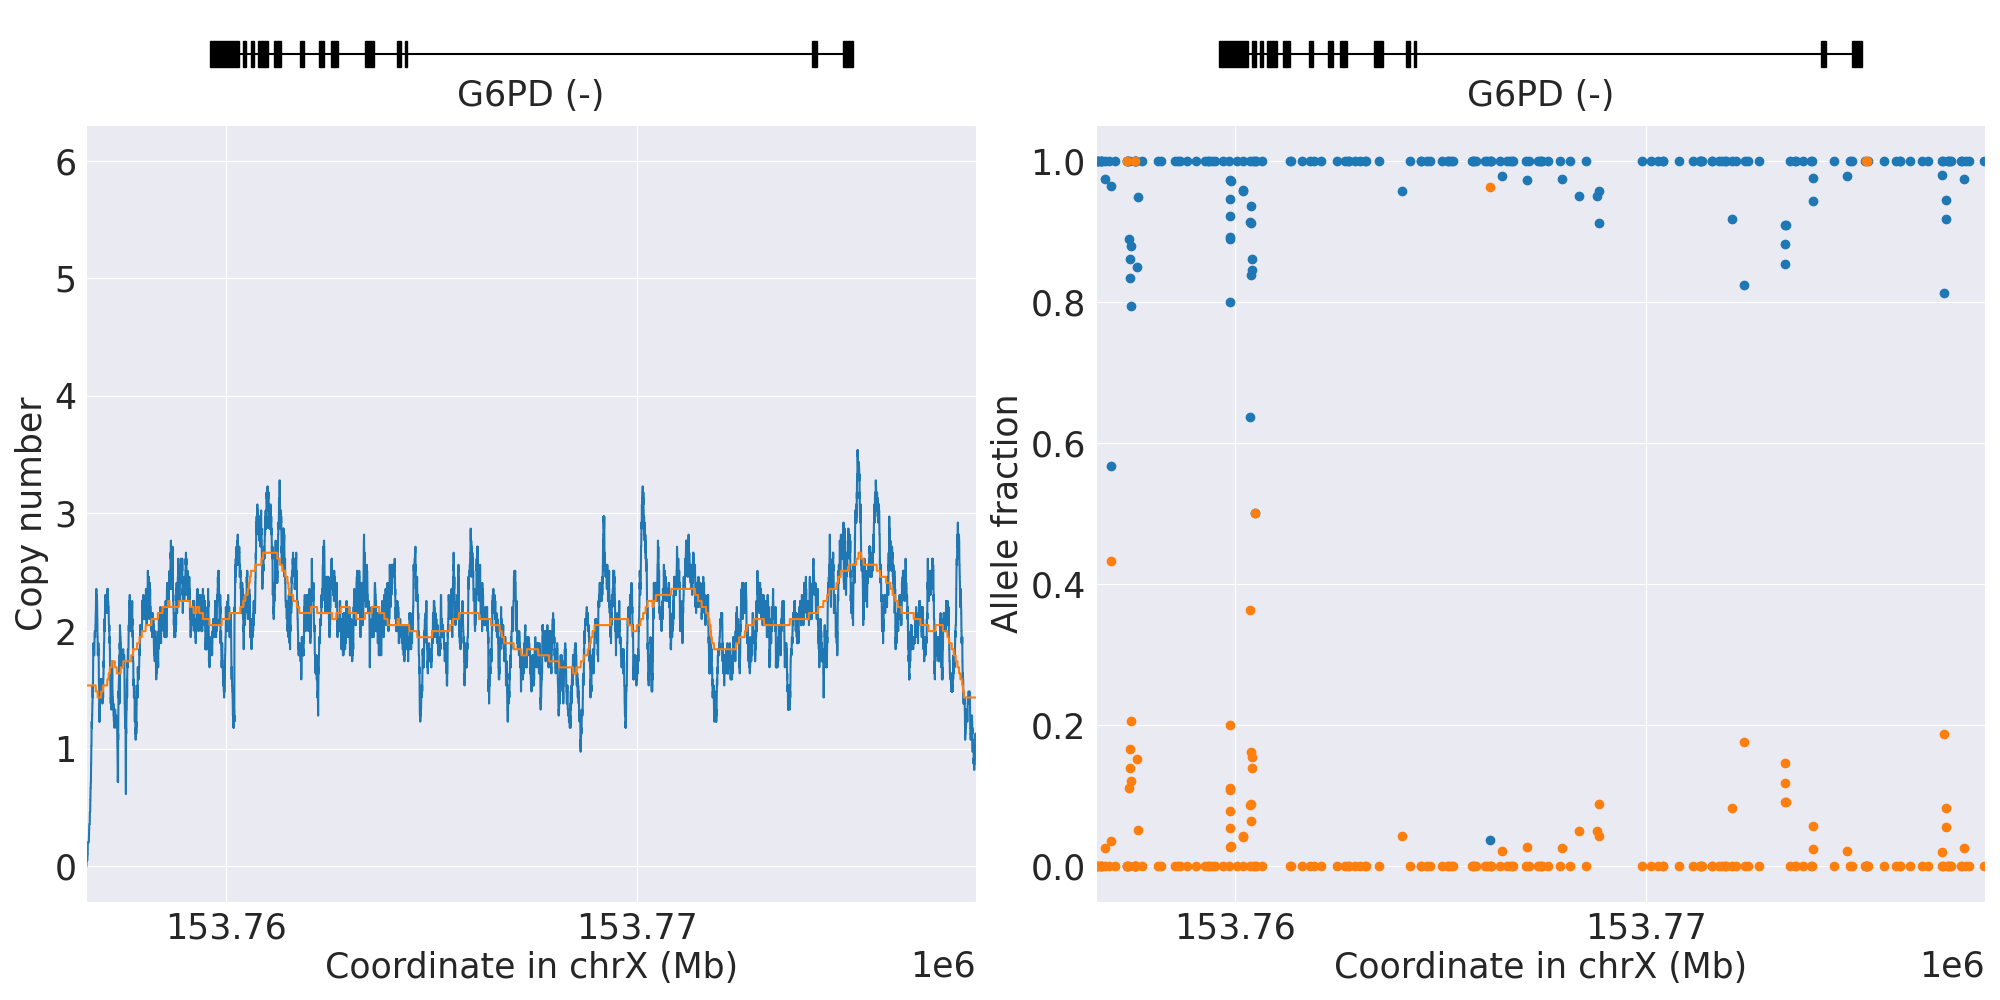 G6PD (-)
6
5
4
3
2
1
0
Copy number
153.76
153.77
Coordinate in chrX (Mb)
1e6
G6PD (-)
1.0
0.8
0.6
0.4
0.2
0.0
Allele fraction
153.76
153.77
Coordinate in chrX (Mb)
1e6